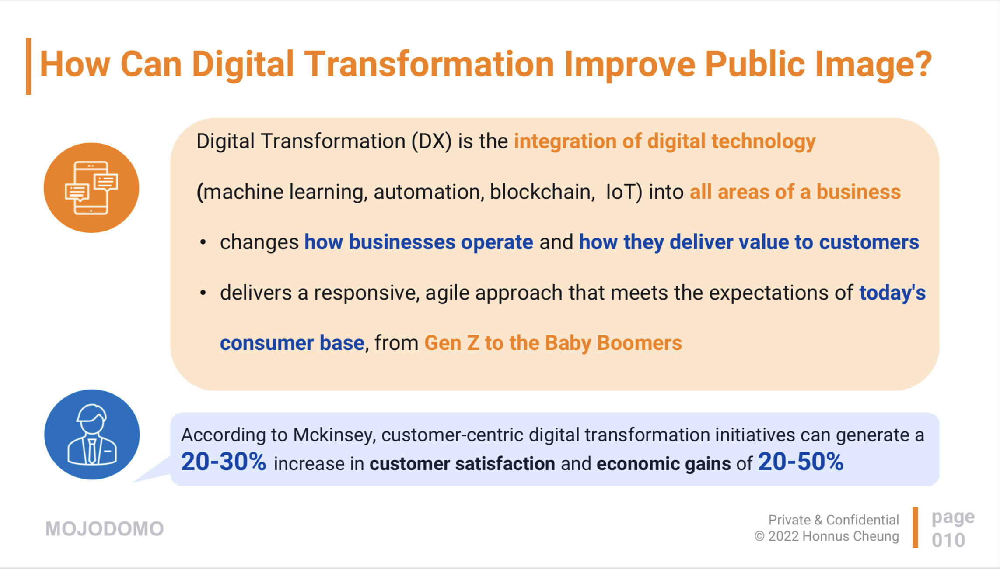 How Can Digital Transformation Improve Public Image?
Digital Transformation (DX) is the integration of digital technology
(machine learning, automation, blockchain,  IoT) into all areas of a business
• changes how businesses operate and how they deliver value to customers
• delivers a responsive, agile approach that meets the expectations of today's
consumer base, from Gen Z to the Baby Boomers
According to Mckinsey, customer-centric digital transformation initiatives can generate a
20-30% increase in customer satisfaction and economic gains of 20-50%
MOJODOMO
Private & Confidential
© 2022 Honnus Cheung
page
010